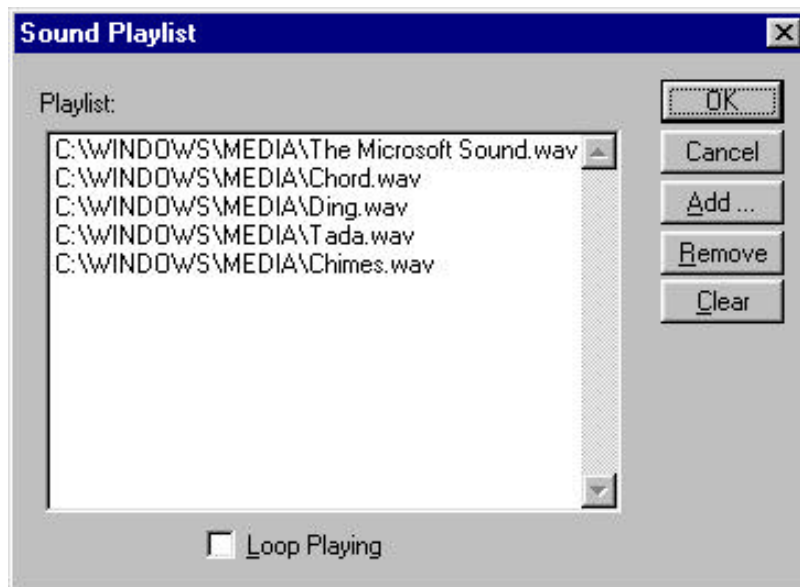 Sound Playlist
Playlist:
C:\WINDOWS\MEDIA\The Microsoft Sound.wav
C:\WINDOWS\MEDIA\Chord.wav
C:\WINDOWS\MEDIA\Ding.wav
C:\WINDOWS\MEDIA\Tada.wav
C:\WINDOWS\MEDIA\Chimes.wav
OK
Cancel
Add ...
Remove
Clear
Loop Playing